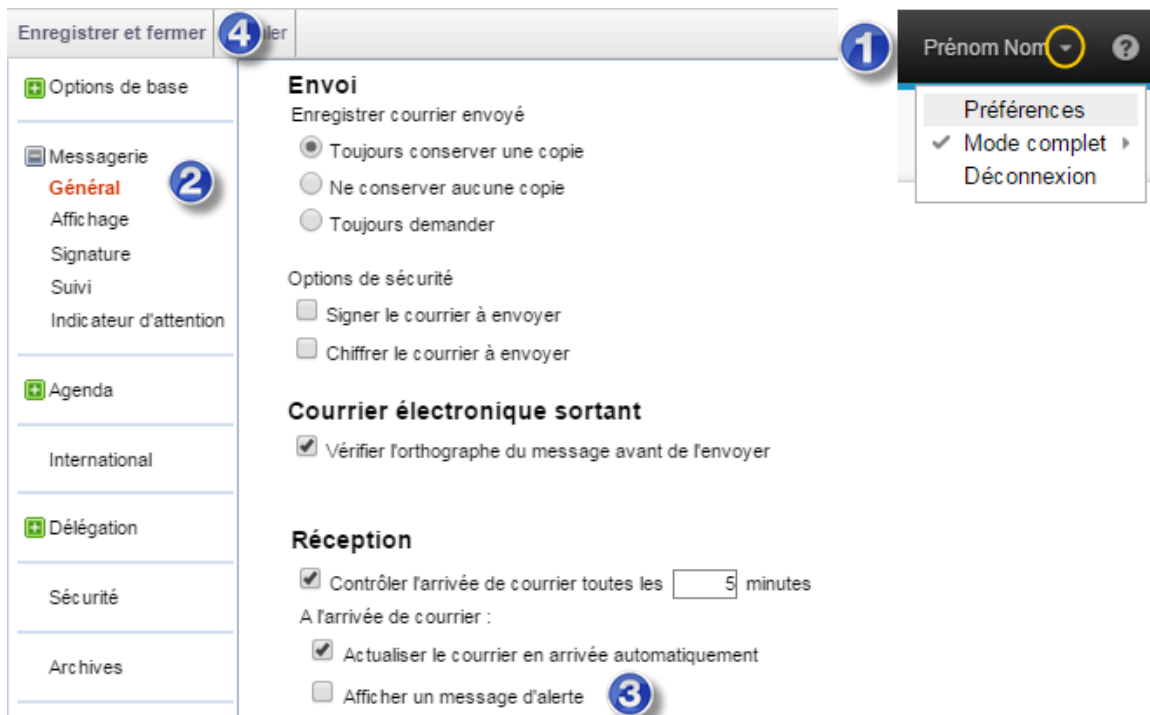 Enregistrer et fermer 4 ler
Options de base
Messagerie
Général 2
Affichage
Signature
Suivi
Indicateur d'attention
Agenda
International
Délégation
Sécurité
Archives
Envoi
Enregistrer courrier envoyé
Toujours conserver une copie
Ne conserver aucune copie
Toujours demander
Options de sécurité
Signer le courrier à envoyer
Chiffrer le courrier à envoyer
Courrier électronique sortant
Vérifier l'orthographe du message avant de l'envoyer
Réception
Contrôler l'arrivée de courrier toutes les 5 minutes
A l'arrivée de courrier :
Actualiser le courrier en arrivée automatiquement
Afficher un message d'alerte 3
1 Prénom Nom ?
Préférences
Mode complet
Déconnexion